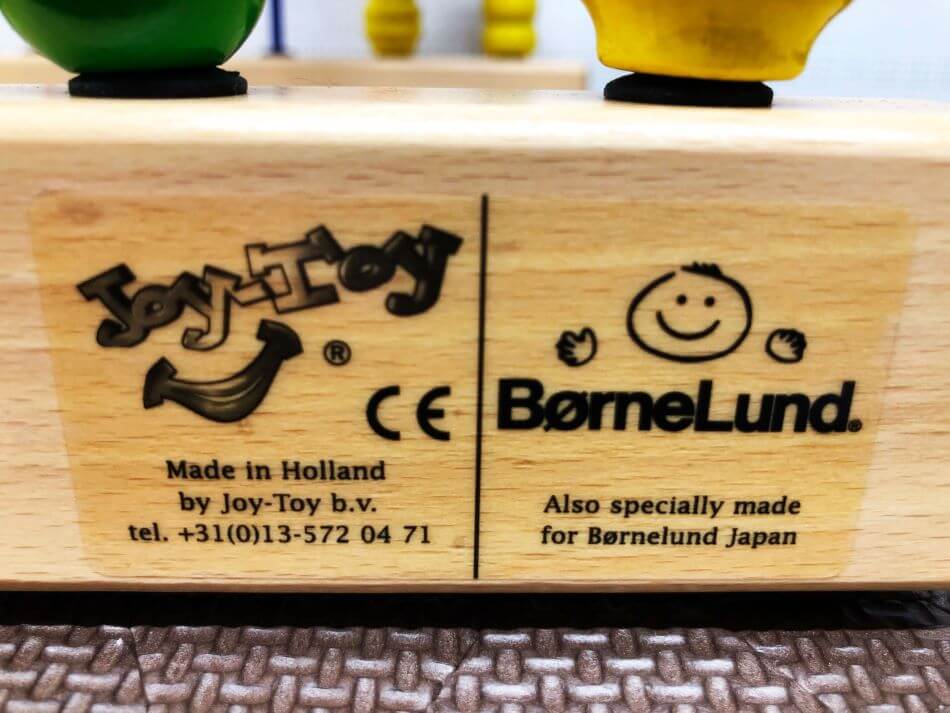 Joy-Toy
®
CE
Made in Holland
by Joy-Toy b.v.
tel. +31(0)13-572 04 71
BørneLund®
Also specially made
for Børnelund Japan